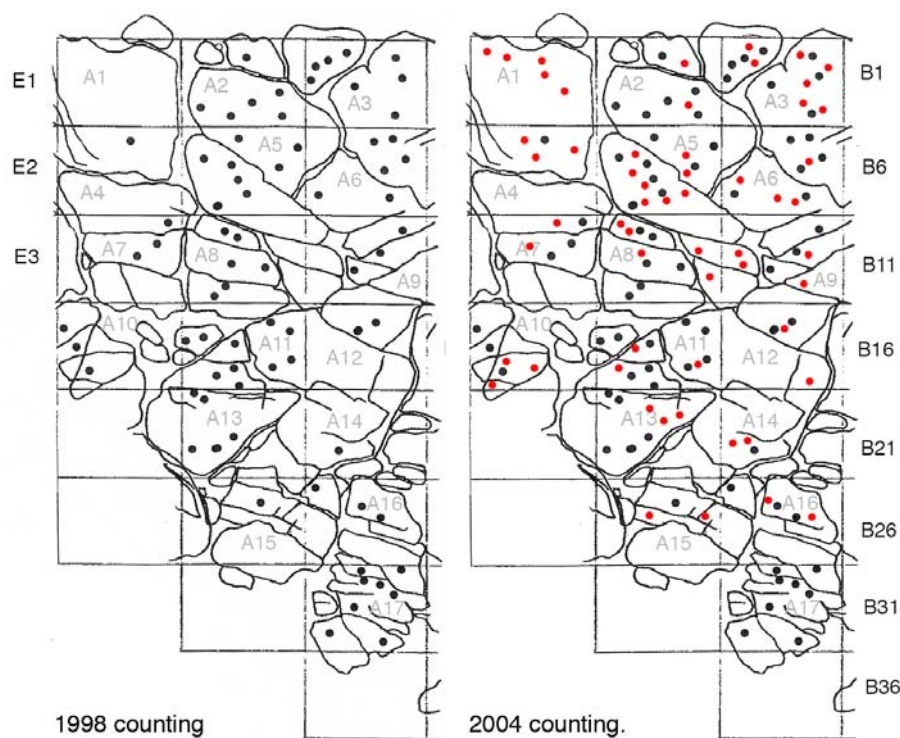 E1
A1
A2
A3
A1
A2
A3
B1
E2
A5
A4
A6
A5
A4
A6
B6
E3
A7
A8
A9
A7
A8
A9
B11
A10
A11
A12
A10
A11
A12
B16
A13
A14
A13
A14
B21
A16
A15
A16
A15
B26
A17
A17
B31
B36
1998 counting
2004 counting.